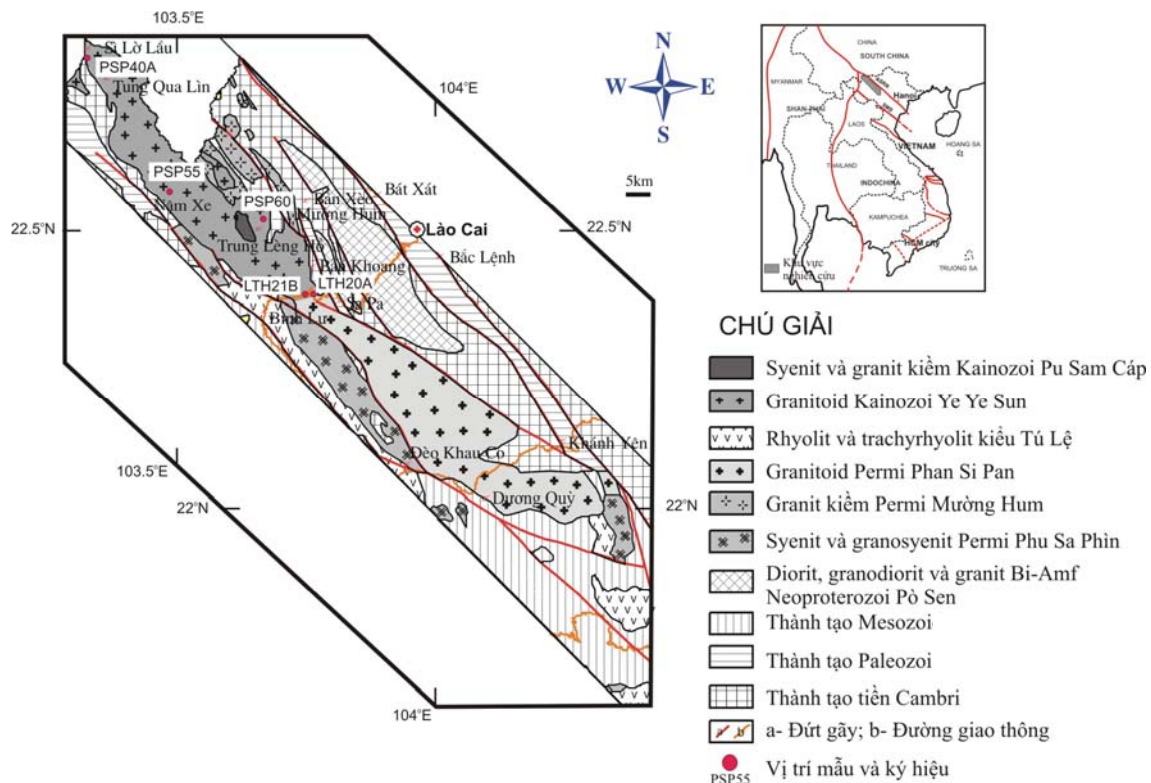 103.5°E
Sì Lờ Lầu
PSP40A
Tung Qua Lìn
PSP55
Nậm Xe
PSP60
Bản Xèo
Mường Hum
Bát Xát
104°E
22.5°N
Trung Lèng Hồ
Lào Cai
Bản Khoang
Bắc Lệnh
22.5°N
LTH21B
LTH20A
Sa Pa
Bình Lư
103.5°E
Khánh Yên
Đèo Khau Co
Dương Quỳ
22°N
22°N
104°E
N
W
E
S
5km
CHINA
SOUTH CHINA
MYANMAR
Hanoi
SHAN-THAI
LAOS
VIETNAM
HOANG SA
THAILAND
INDOCHINA
KAMPUCHEA
HCM city
TRUONG SA
Khu vực
nghiên cứu
CHÚ GIẢI
Syenit và granit kiềm Kainozoi Pu Sam Cáp
Granitoid Kainozoi Ye Ye Sun
Rhyolit và trachyrhyolit kiểu Tú Lệ
Granitoid Permi Phan Si Pan
Granit kiềm Permi Mường Hum
Syenit và granosyenit Permi Phu Sa Phìn
Diorit, granodiorit và granit Bi-Amf
Neoproterozoi Pò Sen
Thành tạo Mesozoi
Thành tạo Paleozoi
Thành tạo tiền Cambri
a b a- Đứt gãy; b- Đường giao thông
Vị trí mẫu và ký hiệu
PSP55